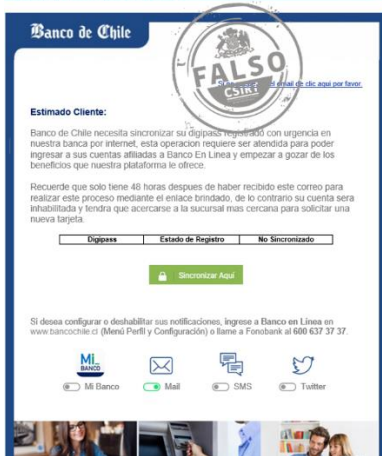 Banco de Chile
FALSO
CSIRT
email de clic aqui por favor.
Estimado Cliente:
Banco de Chile necesita sincronizar su digipass registrado con urgencia en
nuestra banca por internet, esta operacion requiere ser atendida para poder
ingresar a sus cuentas afiliadas a Banco En Linea y empezar a gozar de los
beneficios que nuestra plataforma le ofrece.
Recuerde que solo tiene 48 horas despues de haber recibido este correo para
realizar este proceso mediante el enlace brindado, de lo contrario su cuenta sera
inhabilitada y tendra que acercarse a la sucursal mas cercana para solicitar una
nueva tarjeta.
Digipass Estado de Registro No Sincronizado
Sincronizar Aqui
Si desea configurar o deshabilitar sus notificaciones, ingrese a Banco en Linea en
www.bancochile.cl (Menú Perfil y Configuración) o llame a Fonobank al 600 637 37 37.
Mi
BANCO
Mi Banco Mail SMS Twitter